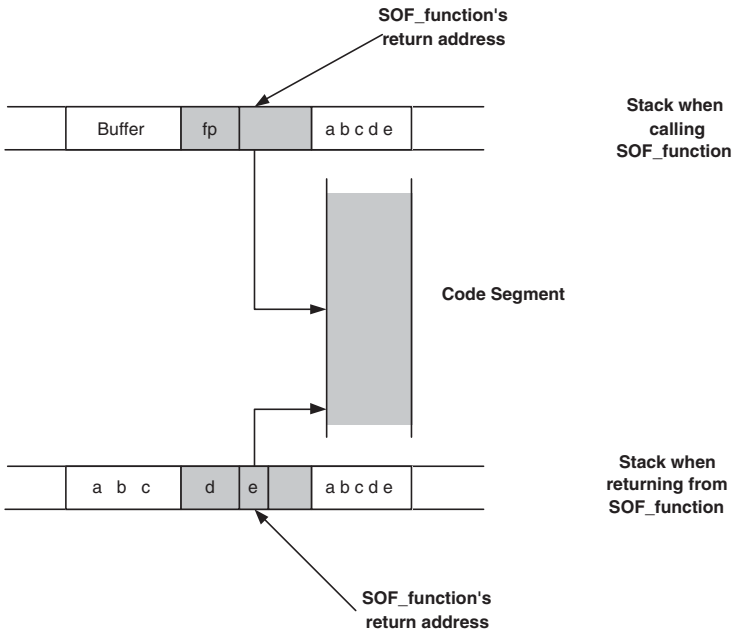 SOF_function's
return address
Buffer
fp
a b c d e
Stack when
calling
SOF_function
Code Segment
a b c
d
e
a b c d e
Stack when
returning from
SOF_function
SOF_function's
return address